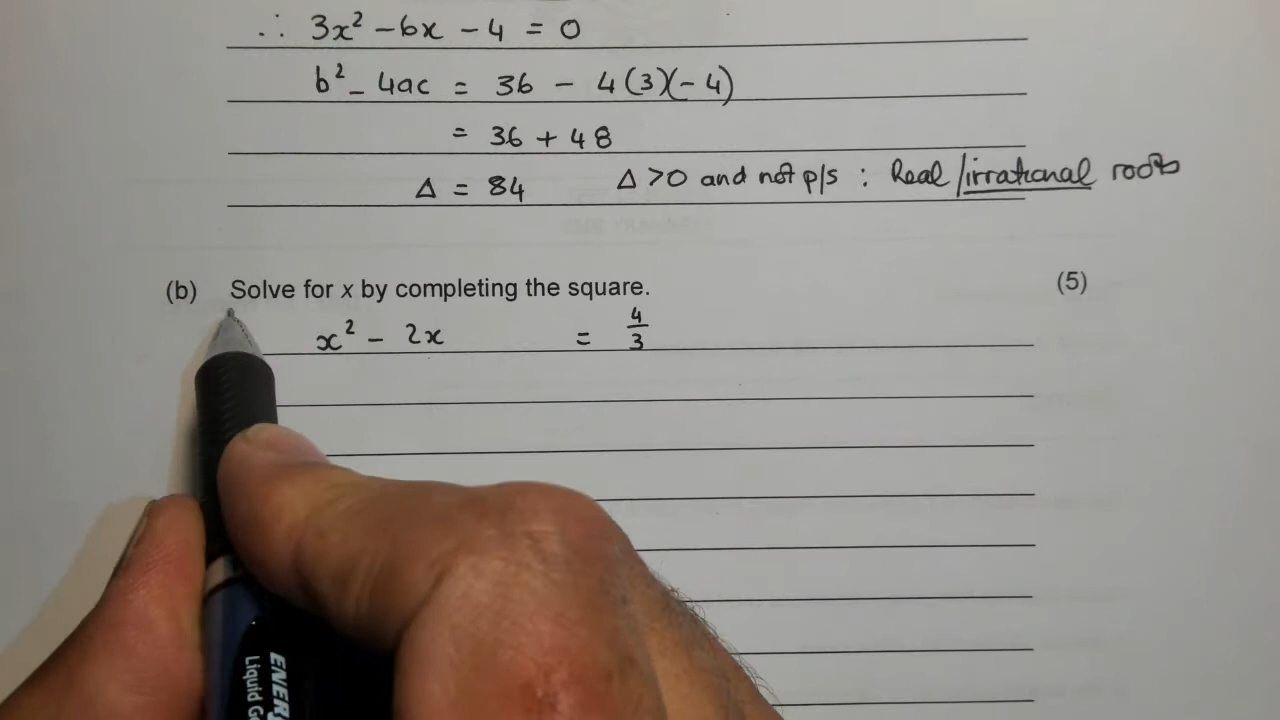 ∴ 3x² - 6x - 4 = 0
b² - 4ac = 36 - 4(3)(-4)
= 36 + 48
Δ = 84 Δ > 0 and not p/s : Real/irrational roots
(b) Solve for x by completing the square. (5)
x² - 2x = 4/3
ENER
Liquid G